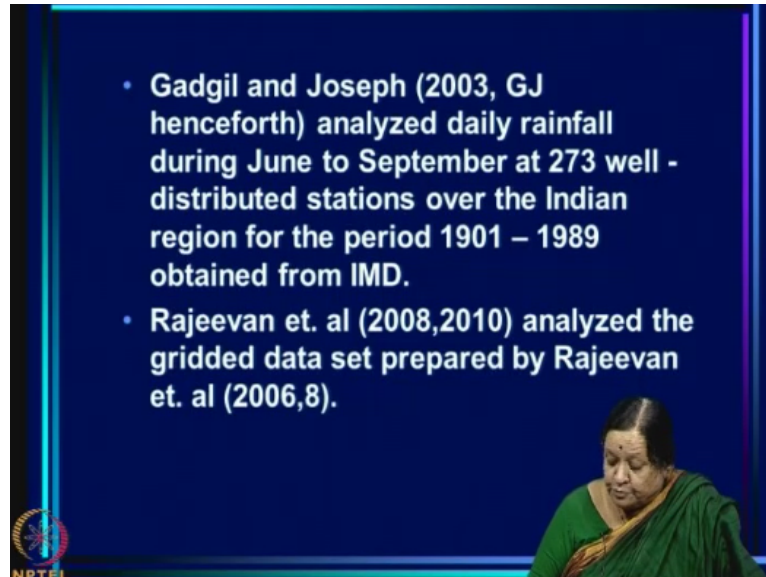 • Gadgil and Joseph (2003, GJ
henceforth) analyzed daily rainfall
during June to September at 273 well -
distributed stations over the Indian
region for the period 1901 – 1989
obtained from IMD.
• Rajeevan et. al (2008,2010) analyzed the
gridded data set prepared by Rajeevan
et. al (2006,8).
NPTEL